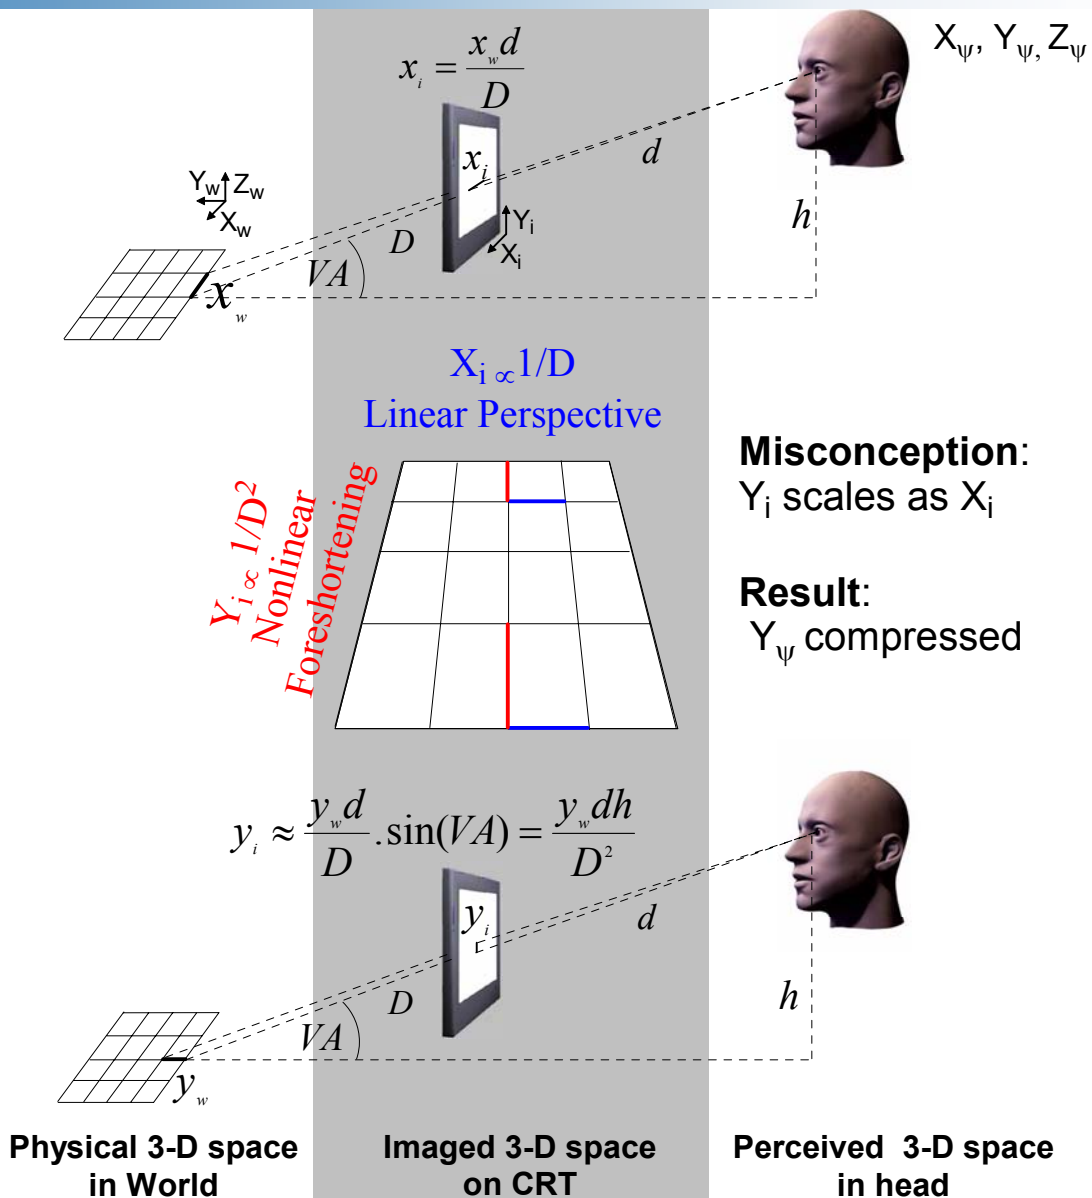 x_i = x_w d / D
X_ψ, Y_ψ, Z_ψ
x_i
d
Y_w Z_w
X_w
Y_i
X_i
h
D
VA
x_w
X_i ∝ 1/D
Linear Perspective
Y_i ∝ 1/D²
Nonlinear
Foreshortening
Misconception:
Y_i scales as X_i
Result:
Y_ψ compressed
y_i ≈ y_w d / D . sin(VA) = y_w dh / D²
y_i
d
D
h
VA
y_w
Physical 3-D space
in World
Imaged 3-D space
on CRT
Perceived 3-D space
in head